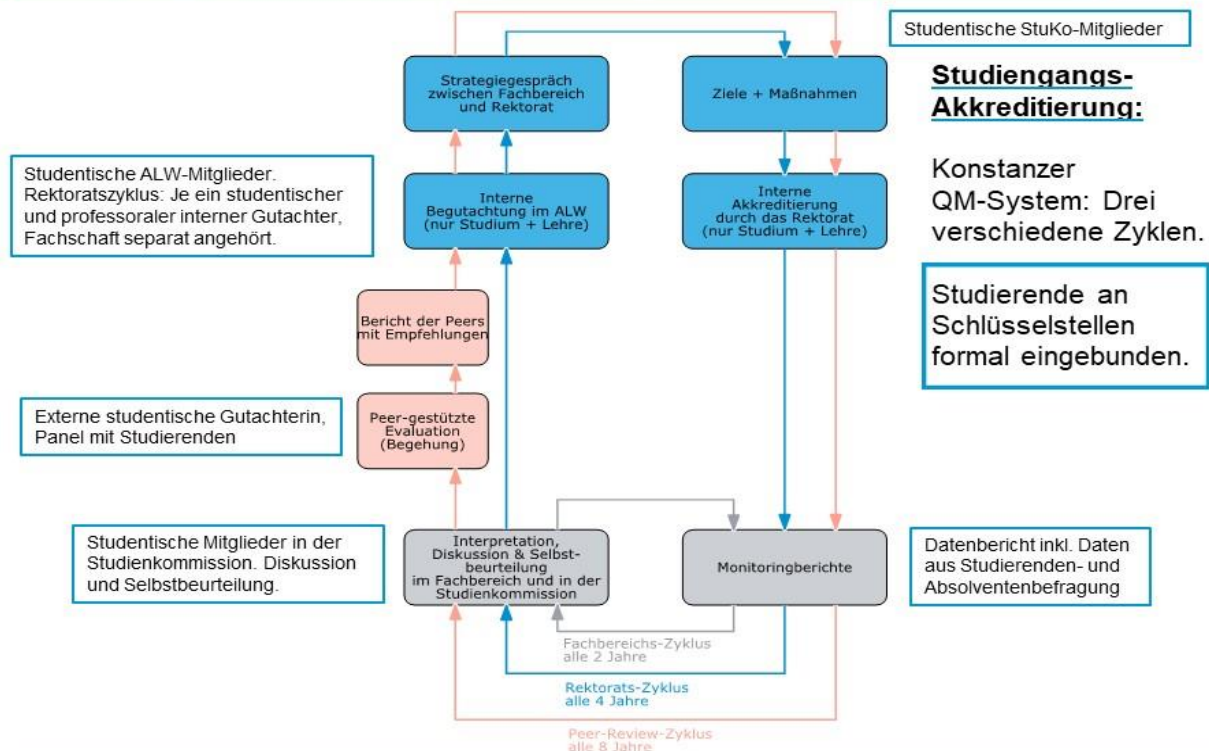 Studentische StuKo-Mitglieder
Strategiegespräch
zwischen Fachbereich
und Rektorat
Ziele + Maßnahmen
Studiengangs-
Akkreditierung:
Studentische ALW-Mitglieder.
Rektoratszyklus: Je ein studentischer
und professoraler interner Gutachter,
Fachschaft separat angehört.
Interne
Begutachtung im ALW
(nur Studium + Lehre)
Interne
Akkreditierung
durch das Rektorat
(nur Studium + Lehre)
Konstanzer
QM-System: Drei
verschiedene Zyklen.
Studierende an
Schlüsselstellen
formal eingebunden.
Bericht der Peers
mit Empfehlungen
Externe studentische Gutachterin,
Panel mit Studierenden
Peer-gestützte
Evaluation
(Begehung)
Studentische Mitglieder in der
Studienkommission. Diskussion
und Selbstbeurteilung.
Interpretation,
Diskussion & Selbst-
beurteilung
im Fachbereich und in der
Studienkommission
Monitoringberichte
Datenbericht inkl. Daten
aus Studierenden- und
Absolventenbefragung
Fachbereichs-Zyklus
alle 2 Jahre
Rektorats-Zyklus
alle 4 Jahre
Peer-Review-Zyklus
alle 8 Jahre